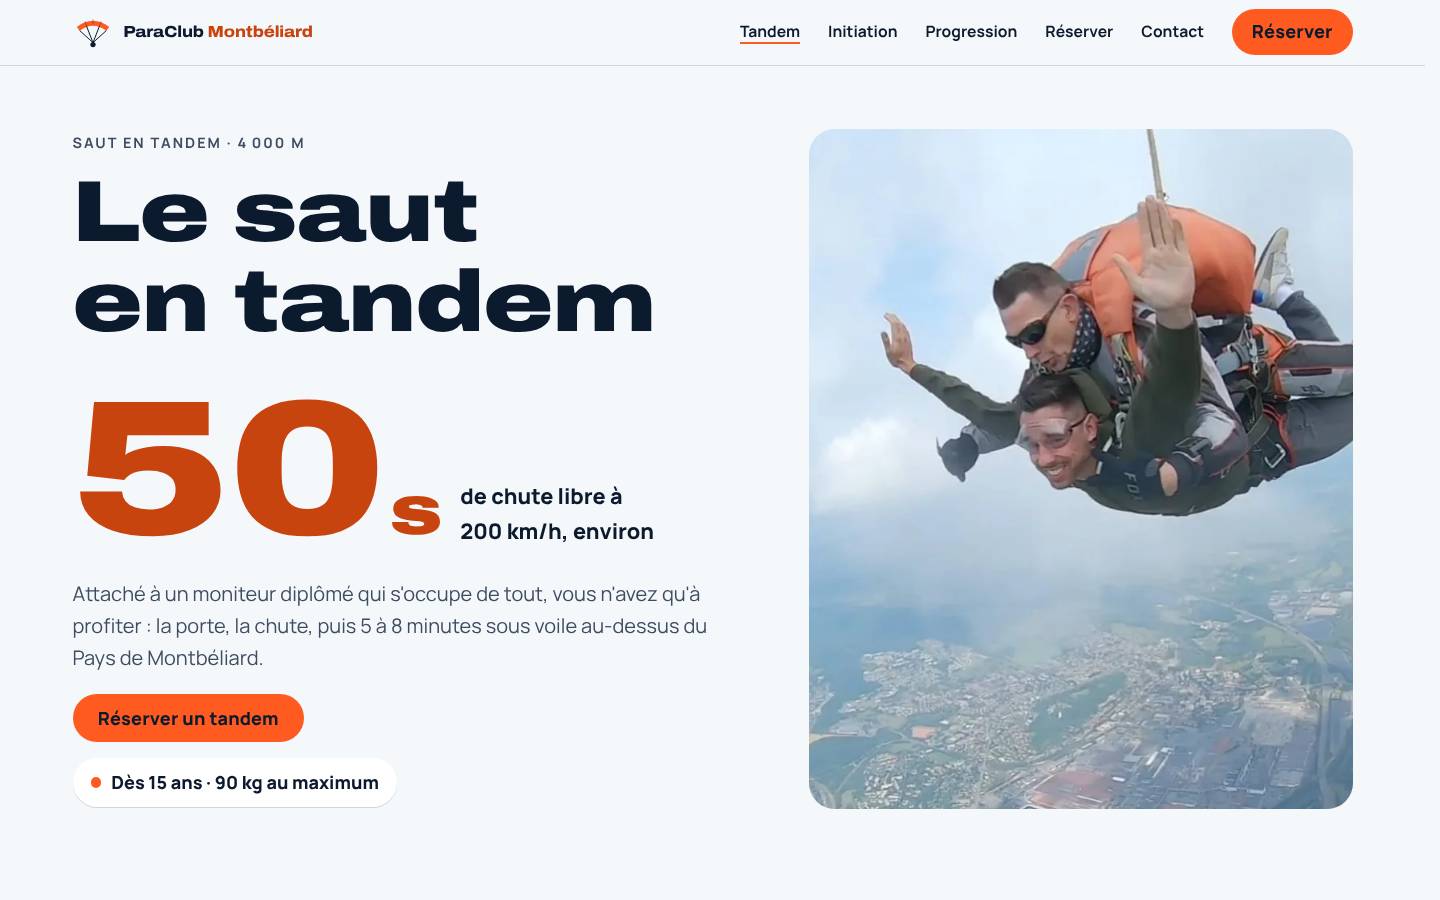 ParaClub Montbéliard
Tandem
Initiation
Progression
Réserver
Contact
Réserver
SAUT EN TANDEM · 4 000 M
Le saut
en tandem
50 s
de chute libre à
200 km/h, environ
Attaché à un moniteur diplômé qui s'occupe de tout, vous n'avez qu'à
profiter : la porte, la chute, puis 5 à 8 minutes sous voile au-dessus du
Pays de Montbéliard.
Réserver un tandem
Dès 15 ans · 90 kg au maximum